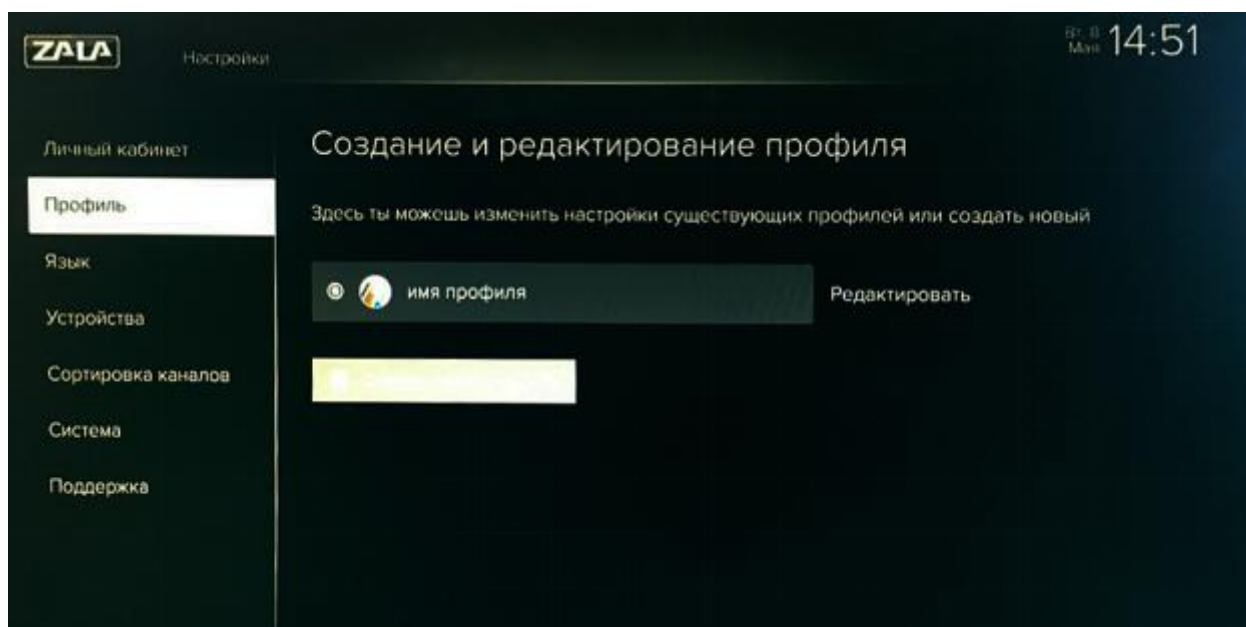 ZALA
Настройки
14:51
Личный кабинет
Создание и редактирование профиля
Профиль
Здесь ты можешь изменить настройки существующих профилей или создать новый
Язык
имя профиля
Редактировать
Устройства
Сортировка каналов
Система
Поддержка